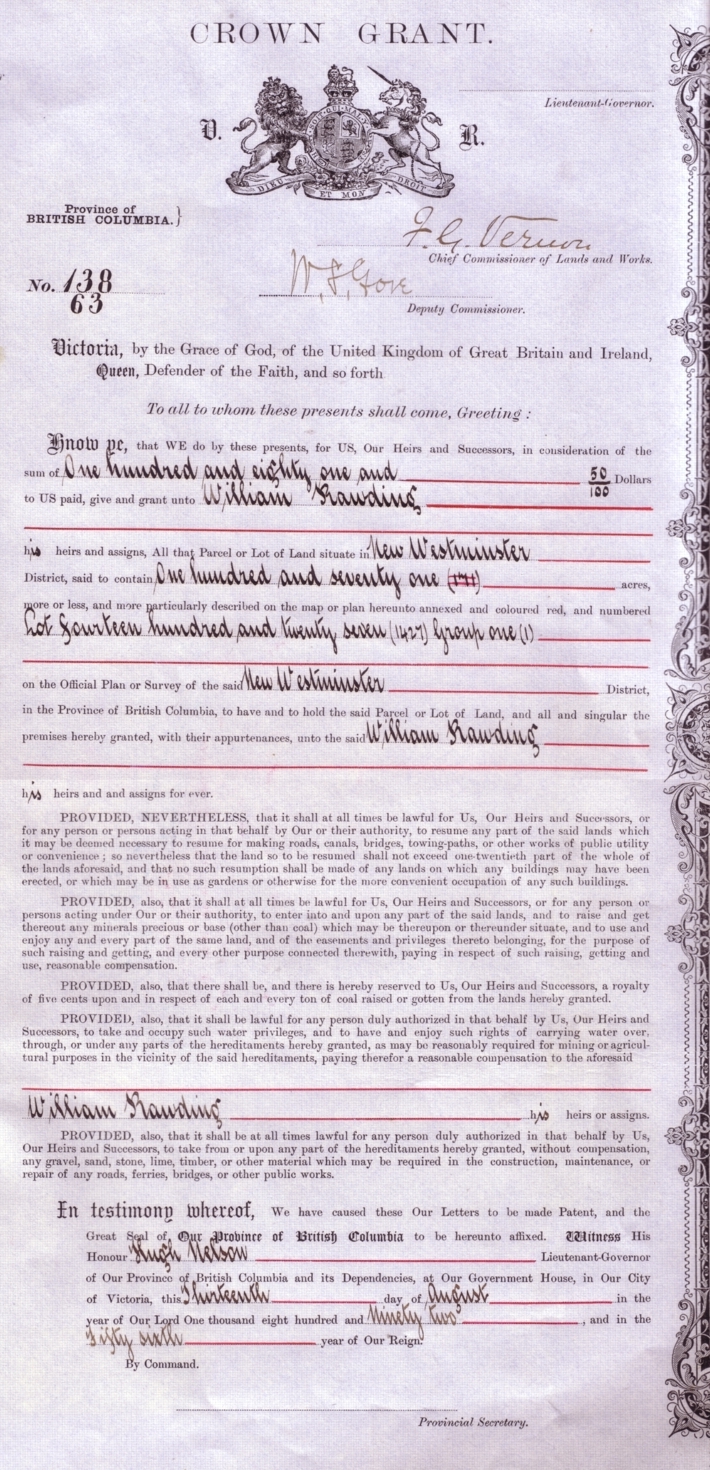 CROWN GRANT.
Lieutenant-Governor.
V. R.
DIEU ET MON DROIT
Province of
BRITISH COLUMBIA.}
F. G. Vernon
Chief Commissioner of Lands and Works.
No. 138
63
W. S. Gore
Deputy Commissioner.
Victoria, by the Grace of God, of the United Kingdom of Great Britain and Ireland,
Queen, Defender of the Faith, and so forth
To all to whom these presents shall come, Greeting :
Know ye, that WE do by these presents, for US, Our Heirs and Successors, in consideration of the
sum of One hundred and eighty one and 50/100 Dollars
to US paid, give and grant unto William Rawding
his heirs and assigns, All that Parcel or Lot of Land situate in New Westminster
District, said to contain One hundred and seventy one (171) acres,
more or less, and more particularly described on the map or plan hereunto annexed and coloured red, and numbered
Lot Fourteen hundred and twenty seven (1427) Group one (1)
on the Official Plan or Survey of the said New Westminster District,
in the Province of British Columbia, to have and to hold the said Parcel or Lot of Land, and all and singular the
premises hereby granted, with their appurtenances, unto the said William Rawding
his heirs and and assigns for ever.
PROVIDED, NEVERTHELESS, that it shall at all times be lawful for Us, Our Heirs and Successors, or
for any person or persons acting in that behalf by Our or their authority, to resume any part of the said lands which
it may be deemed necessary to resume for making roads, canals, bridges, towing-paths, or other works of public utility
or convenience ; so nevertheless that the land so to be resumed shall not exceed one-twentieth part of the whole of
the lands aforesaid, and that no such resumption shall be made of any lands on which any buildings may have been
erected, or which may be in use as gardens or otherwise for the more convenient occupation of any such buildings.
PROVIDED, also, that it shall at all times be lawful for Us, Our Heirs and Successors, or for any person or
persons acting under Our or their authority, to enter into and upon any part of the said lands, and to raise and get
thereout any minerals precious or base (other than coal) which may be thereupon or thereunder situate, and to use and
enjoy any and every part of the same land, and of the easements and privileges thereto belonging, for the purpose of
such raising and getting, and every other purpose connected therewith, paying in respect of such raising, getting and
use, reasonable compensation.
PROVIDED, also, that there shall be, and there is hereby reserved to Us, Our Heirs and Successors, a royalty
of five cents upon and in respect of each and every ton of coal raised or gotten from the lands hereby granted.
PROVIDED, also, that it shall be lawful for any person duly authorized in that behalf by Us, Our Heirs and
Successors, to take and occupy such water privileges, and to have and enjoy such rights of carrying water over,
through, or under any parts of the hereditaments hereby granted, as may be reasonably required for mining or agricul-
tural purposes in the vicinity of the said hereditaments, paying therefor a reasonable compensation to the aforesaid
William Rawding his heirs or assigns.
PROVIDED, also, that it shall be at all times lawful for any person duly authorized in that behalf by Us,
Our Heirs and Successors, to take from or upon any part of the hereditaments hereby granted, without compensation,
any gravel, sand, stone, lime, timber, or other material which may be required in the construction, maintenance, or
repair of any roads, ferries, bridges, or other public works.
In testimony whereof, We have caused these Our Letters to be made Patent, and the
Great Seal of Our Province of British Columbia to be hereunto affixed. Witness His
Honour Hugh Nelson Lieutenant-Governor
of Our Province of British Columbia and its Dependencies, at Our Government House, in Our City
of Victoria, this Thirteenth day of August in the
year of Our Lord One thousand eight hundred and Ninety two, and in the
Fifty sixth year of Our Reign.
By Command.
Provincial Secretary.